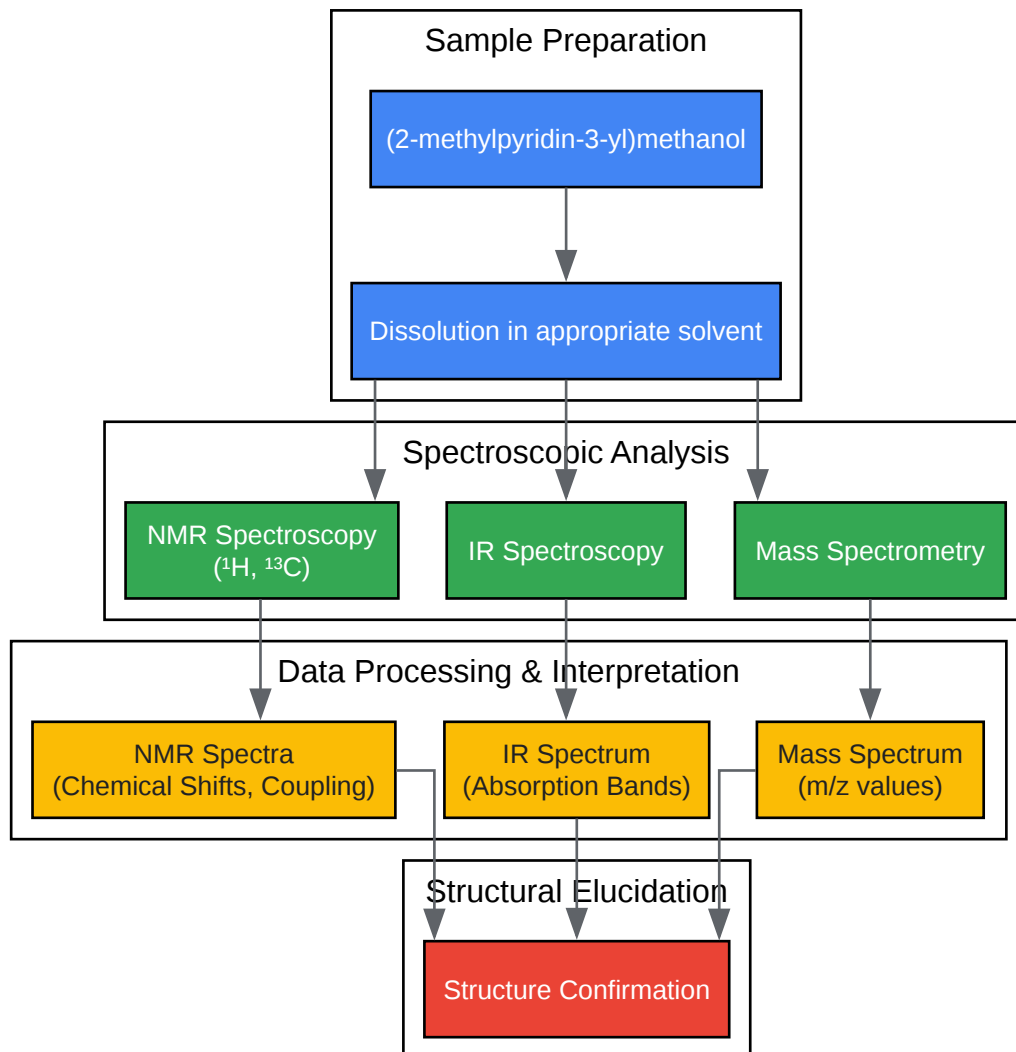 Sample Preparation
(2-methylpyridin-3-yl)methanol
Dissolution in appropriate solvent
Spectroscopic Analysis
NMR Spectroscopy
(¹H, ¹³C)
IR Spectroscopy
Mass Spectrometry
Data Processing & Interpretation
NMR Spectra
(Chemical Shifts, Coupling)
IR Spectrum
(Absorption Bands)
Mass Spectrum
(m/z values)
Structural Elucidation
Structure Confirmation